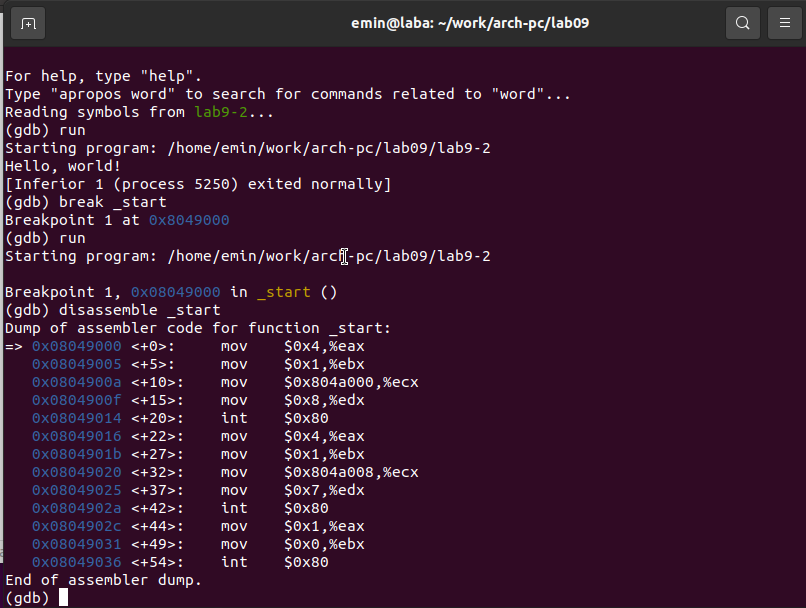 emin@laba: ~/work/arch-pc/lab09
For help, type "help".
Type "apropos word" to search for commands related to "word"...
Reading symbols from lab9-2...
(gdb) run
Starting program: /home/emin/work/arch-pc/lab09/lab9-2
Hello, world!
[Inferior 1 (process 5250) exited normally]
(gdb) break _start
Breakpoint 1 at 0x8049000
(gdb) run
Starting program: /home/emin/work/arch-pc/lab09/lab9-2
Breakpoint 1, 0x08049000 in _start ()
(gdb) disassemble _start
Dump of assembler code for function _start:
=> 0x08049000 <+0>:     mov    $0x4,%eax
   0x08049005 <+5>:     mov    $0x1,%ebx
   0x0804900a <+10>:    mov    $0x804a000,%ecx
   0x0804900f <+15>:    mov    $0x8,%edx
   0x08049014 <+20>:    int    $0x80
   0x08049016 <+22>:    mov    $0x4,%eax
   0x0804901b <+27>:    mov    $0x1,%ebx
   0x08049020 <+32>:    mov    $0x804a008,%ecx
   0x08049025 <+37>:    mov    $0x7,%edx
   0x0804902a <+42>:    int    $0x80
   0x0804902c <+44>:    mov    $0x1,%eax
   0x08049031 <+49>:    mov    $0x0,%ebx
   0x08049036 <+54>:    int    $0x80
End of assembler dump.
(gdb)